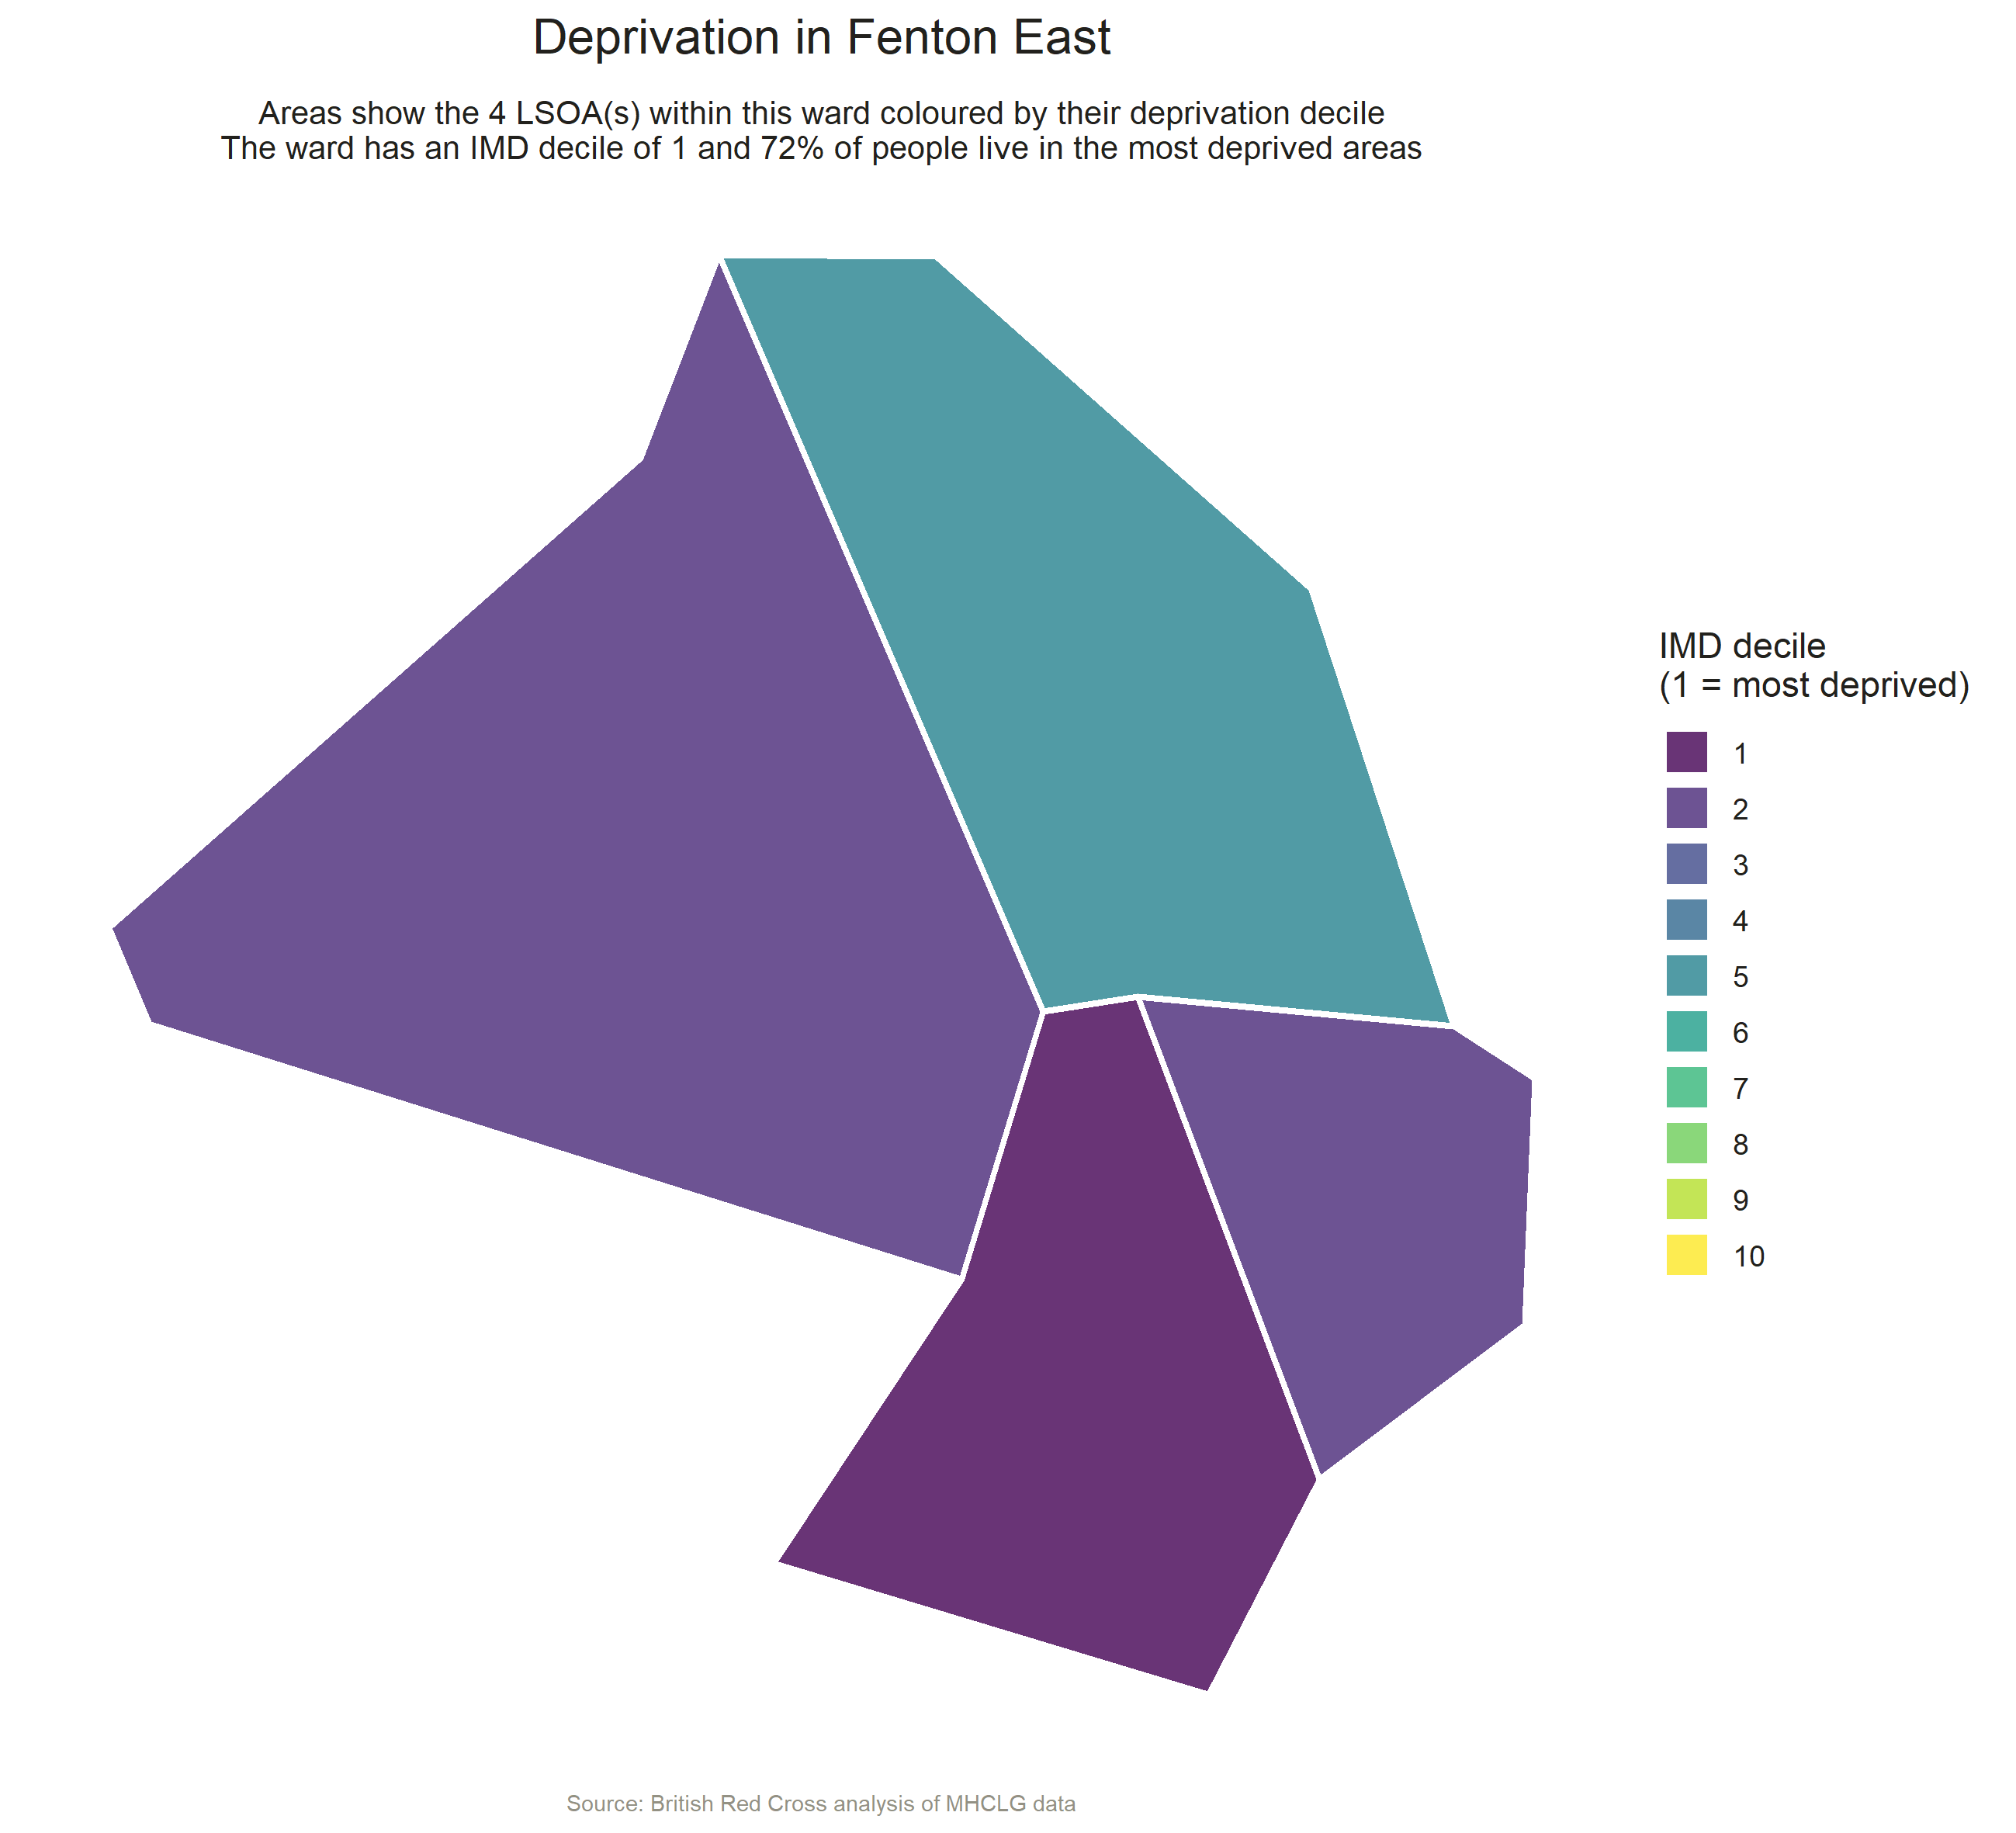 Deprivation in Fenton East
Areas show the 4 LSOA(s) within this ward coloured by their deprivation decile
The ward has an IMD decile of 1 and 72% of people live in the most deprived areas
IMD decile
(1 = most deprived)
1
2
3
4
5
6
7
8
9
10
Source: British Red Cross analysis of MHCLG data